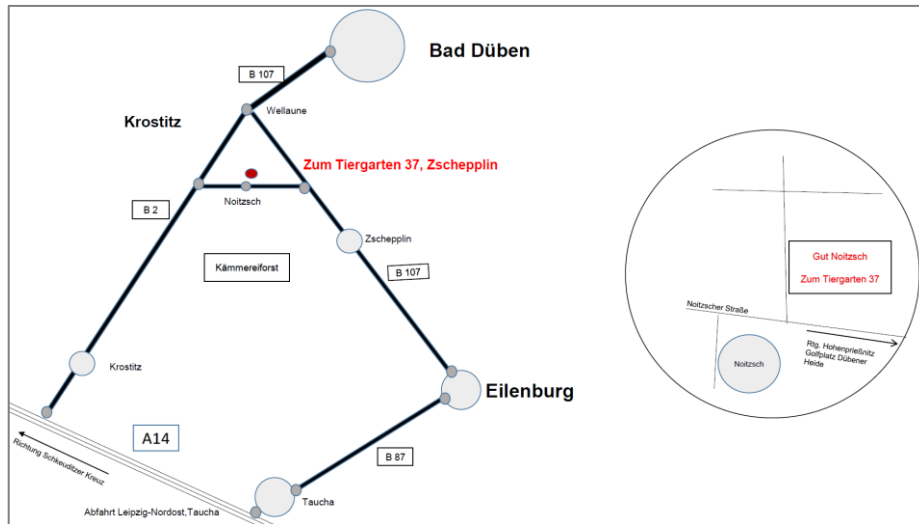 Bad Düben
B 107
Wellaune
Krostitz
Zum Tiergarten 37, Zschepplin
Noitzsch
B 2
Zschepplin
Kämmereiforst
B 107
Krostitz
Eilenburg
A14
Richtung Schkeuditzer Kreuz
B 87
Taucha
Abfahrt Leipzig-Nordost,Taucha
Gut Noitzsch
Zum Tiergarten 37
Noitzscher Straße
Rtg. Hohenprießnitz
Golfplatz Dübener
Heide
Noitzsch